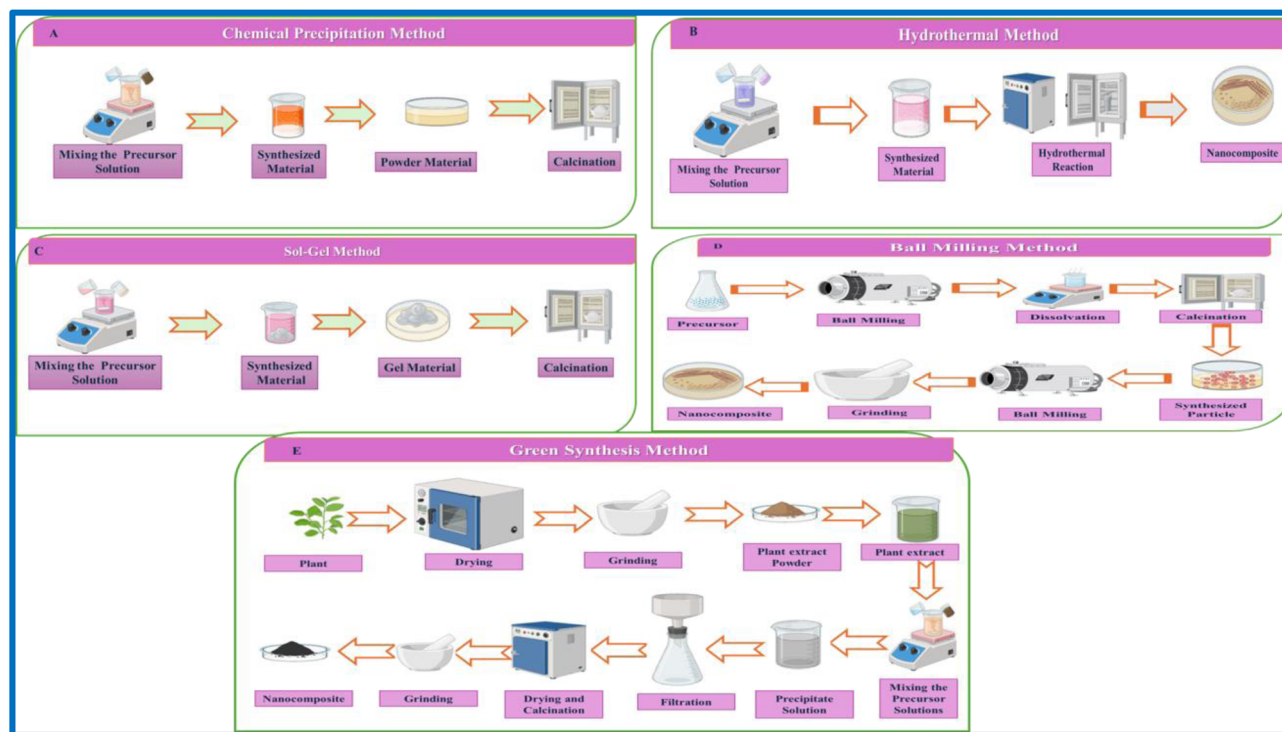 A
Chemical Precipitation Method
Mixing the Precursor
Solution
Synthesized
Material
Powder Material
Calcination
B
Hydrothermal Method
Mixing the Precursor
Solution
Synthesized
Material
Hydrothermal
Reaction
Nanocomposite
C
Sol-Gel Method
Mixing the Precursor
Solution
Synthesized
Material
Gel Material
Calcination
D
Ball Milling Method
Precursor
Ball Milling
Dissolvation
Calcination
Synthesized
Particle
Ball Milling
Grinding
Nanocomposite
E
Green Synthesis Method
Plant
Drying
Grinding
Plant extract
Powder
Plant extract
Mixing the
Precursor
Solutions
Precipitate
Solution
Filtration
Drying and
Calcination
Grinding
Nanocomposite